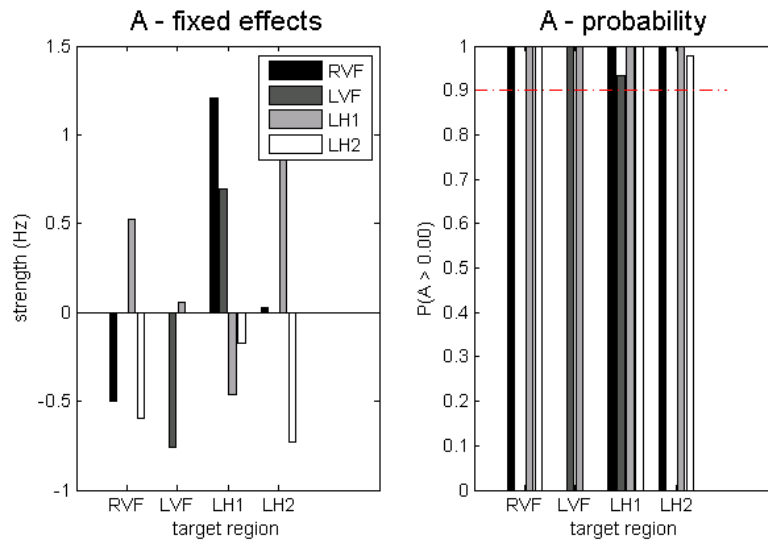 A - fixed effects
1.5
1
0.5
0
-0.5
-1
strength (Hz)
RVF
LVF
LH1
LH2
RVF LVF LH1 LH2
target region
A - probability
1
0.9
0.8
0.7
0.6
0.5
0.4
0.3
0.2
0.1
0
P(A > 0.00)
RVF LVF LH1 LH2
target region